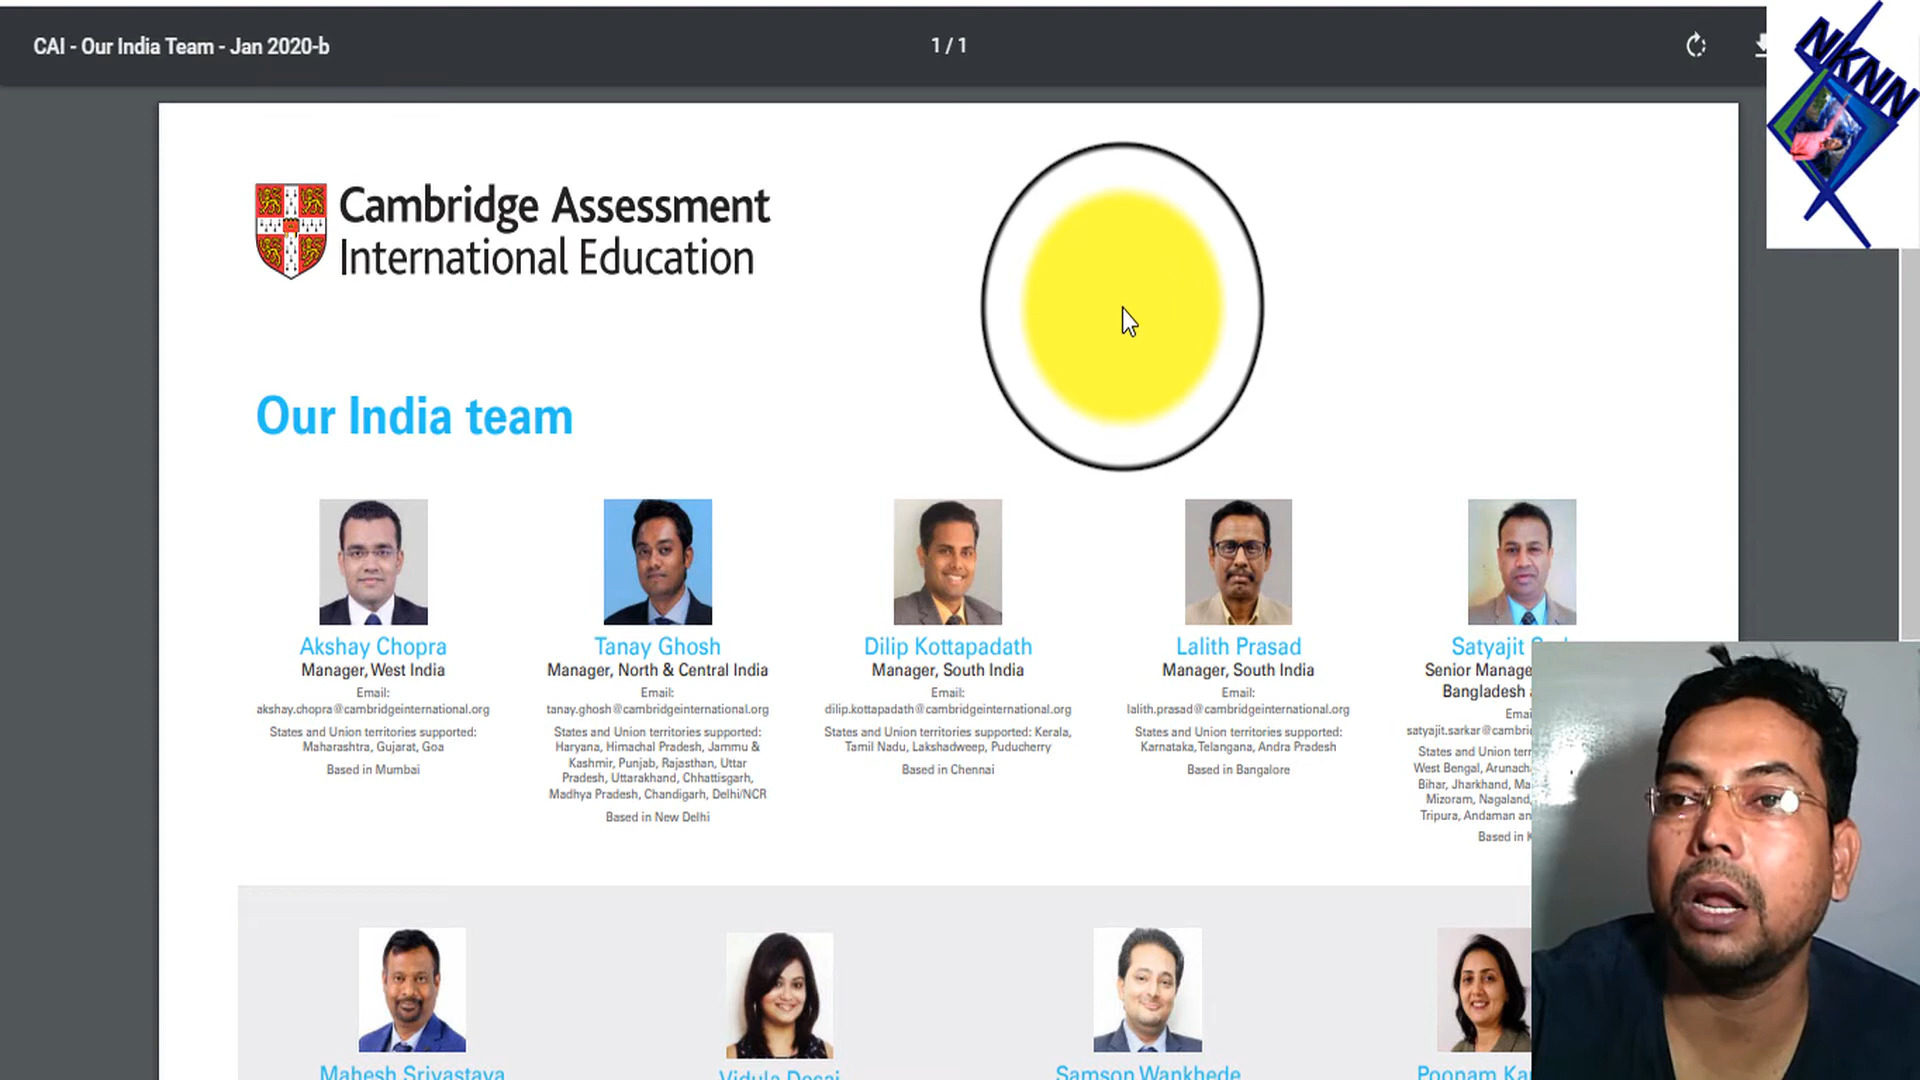 CAI - Our India Team - Jan 2020-b
1 / 1
NKNN
Cambridge Assessment
International Education
Our India team
Akshay Chopra
Manager, West India
Email:
akshay.chopra@cambridgeinternational.org
States and Union territories supported:
Maharashtra, Gujarat, Goa
Based in Mumbai
Tanay Ghosh
Manager, North & Central India
Email:
tanay.ghosh@cambridgeinternational.org
States and Union territories supported:
Haryana, Himachal Pradesh, Jammu &
Kashmir, Punjab, Rajasthan, Uttar
Pradesh, Uttarakhand, Chhattisgarh,
Madhya Pradesh, Chandigarh, Delhi/NCR
Based in New Delhi
Dilip Kottapadath
Manager, South India
Email:
dilip.kottapadath@cambridgeinternational.org
States and Union territories supported: Kerala,
Tamil Nadu, Lakshadweep, Puducherry
Based in Chennai
Lalith Prasad
Manager, South India
Email:
lalith.prasad@cambridgeinternational.org
States and Union territories supported:
Karnataka, Telangana, Andra Pradesh
Based in Bangalore
Satyajit
Senior Manage
Bangladesh
Emai
satyajit.sarkar@cambri
States and Union terr
West Bengal, Arunach
Bihar, Jharkhand, Ma
Mizoram, Nagaland,
Tripura, Andaman an
Based in K
Mahesh Srivastava
Vidula Desai
Samson Wankhede
Poonam Ka